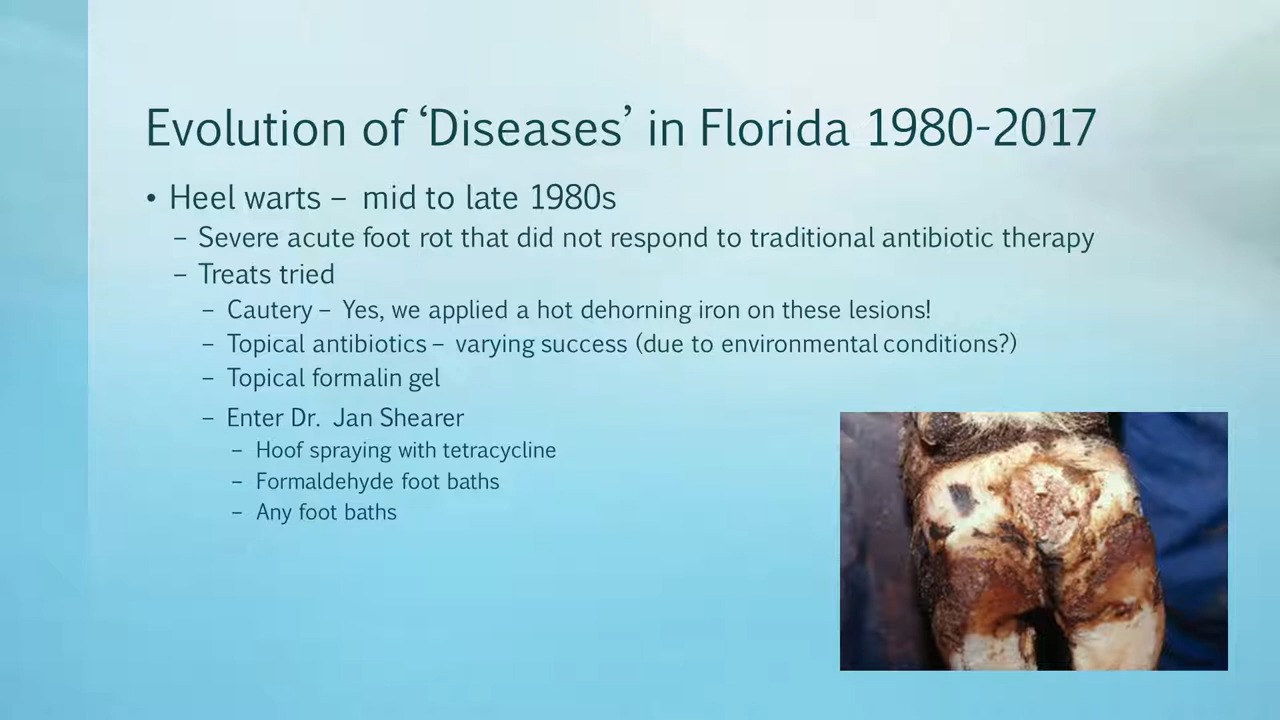 Evolution of ‘Diseases’ in Florida 1980-2017
• Heel warts – mid to late 1980s
– Severe acute foot rot that did not respond to traditional antibiotic therapy
– Treats tried
– Cautery – Yes, we applied a hot dehorning iron on these lesions!
– Topical antibiotics – varying success (due to environmental conditions?)
– Topical formalin gel
– Enter Dr. Jan Shearer
– Hoof spraying with tetracycline
– Formaldehyde foot baths
– Any foot baths